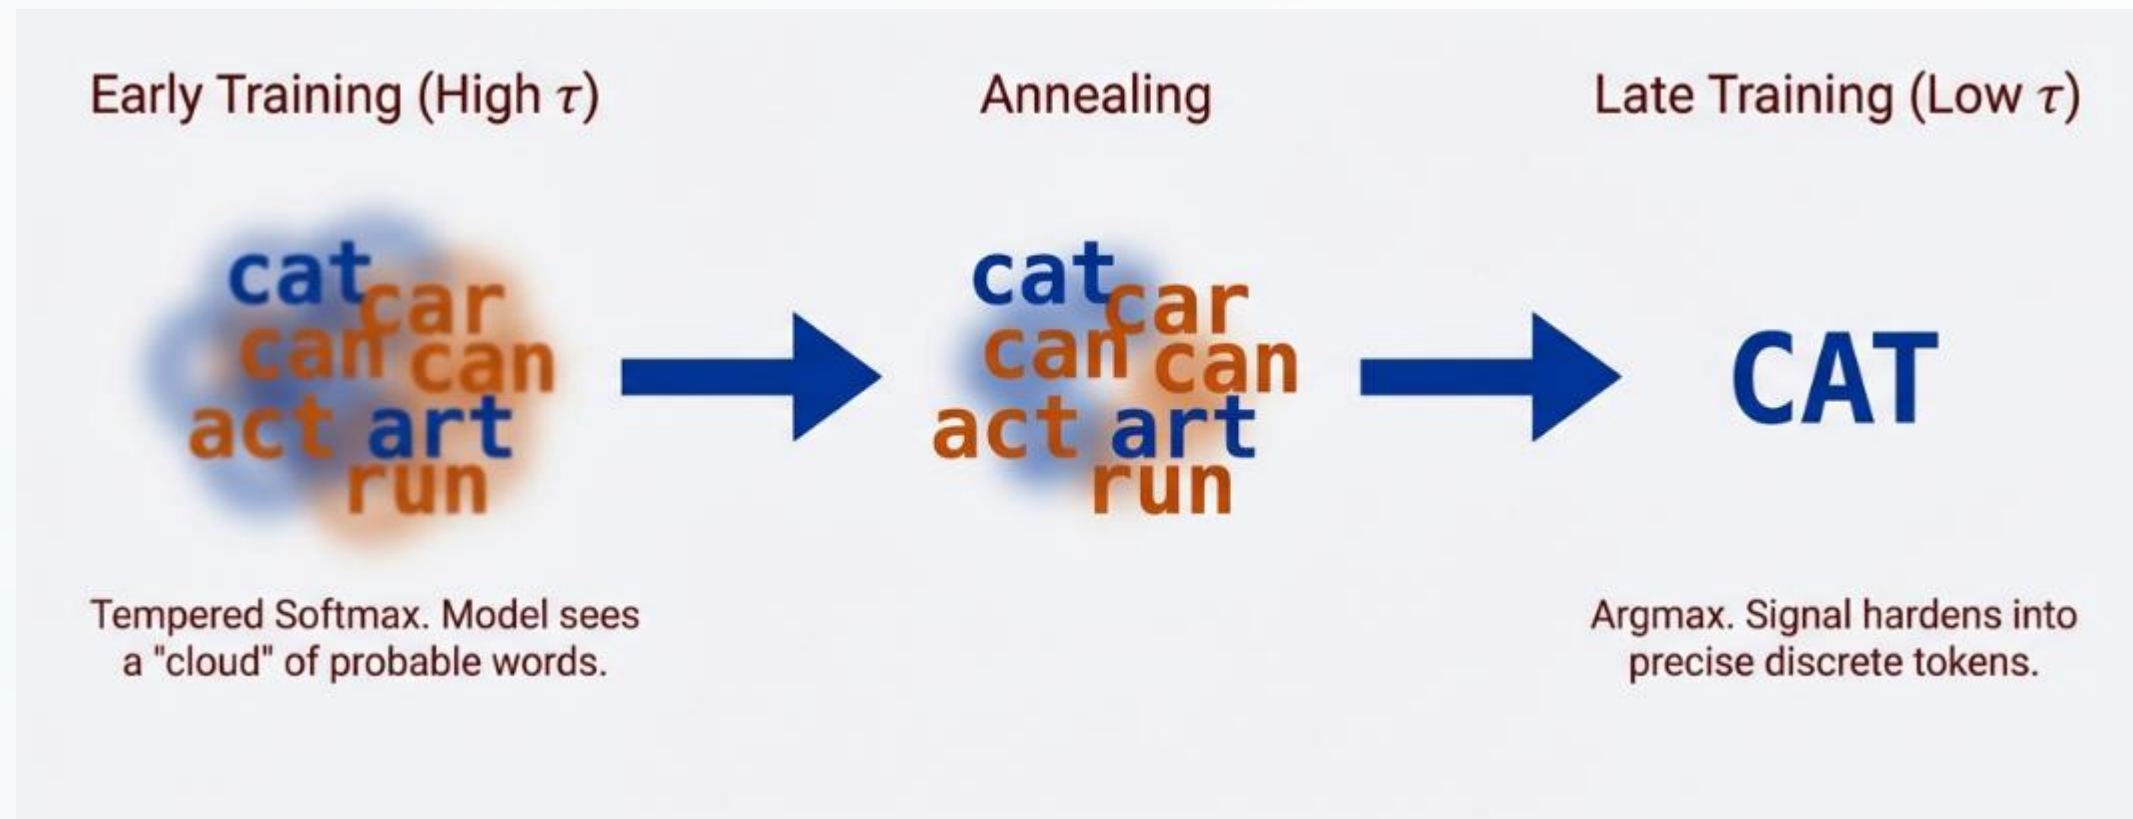 Early Training (High τ)
Annealing
Late Training (Low τ)
cat
car
can can
act art
run
cat
car
can can
act art
run
CAT
Tempered Softmax. Model sees
a "cloud" of probable words.
Argmax. Signal hardens into
precise discrete tokens.